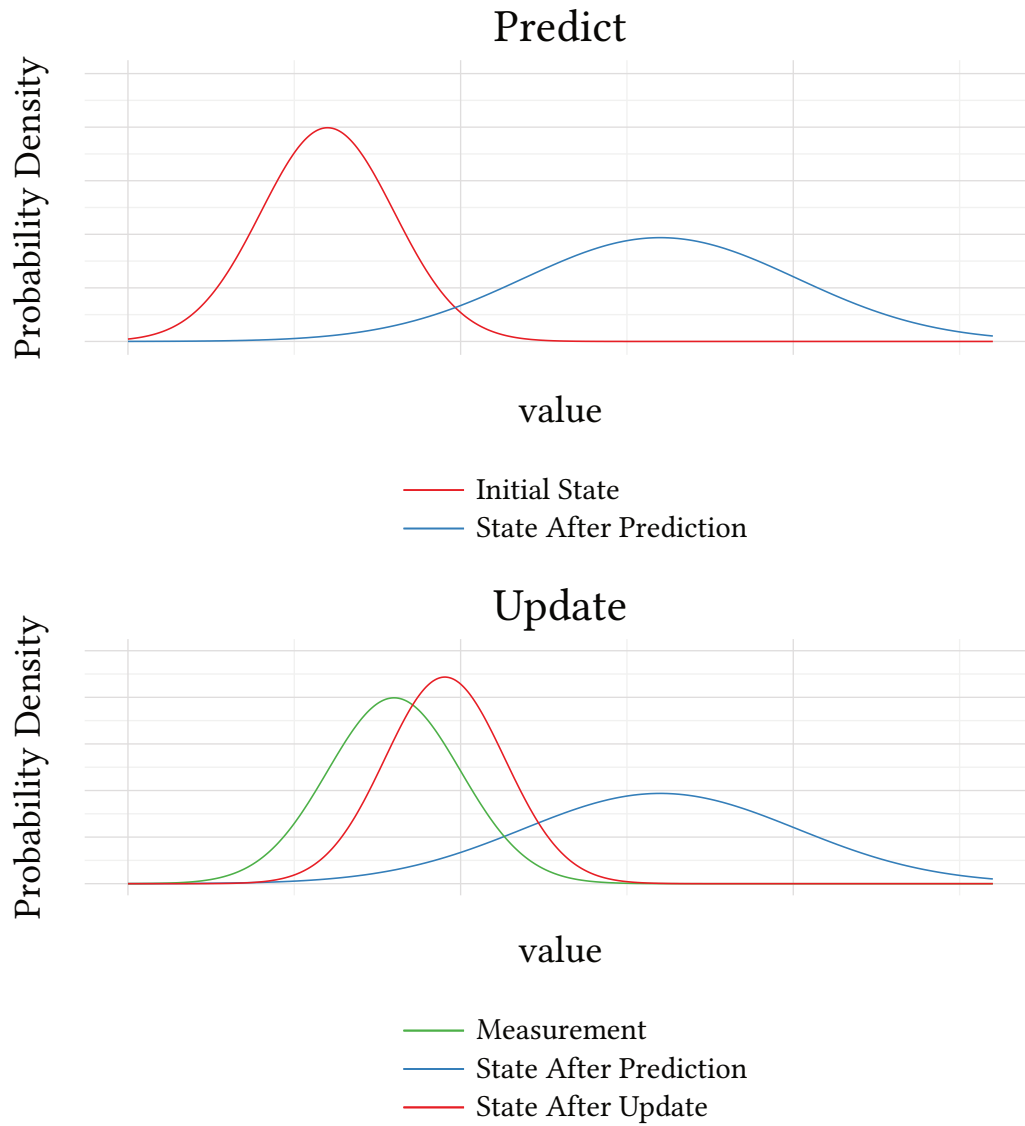 Predict
Probability Density
value
Initial State
State After Prediction
Update
Probability Density
value
Measurement
State After Prediction
State After Update